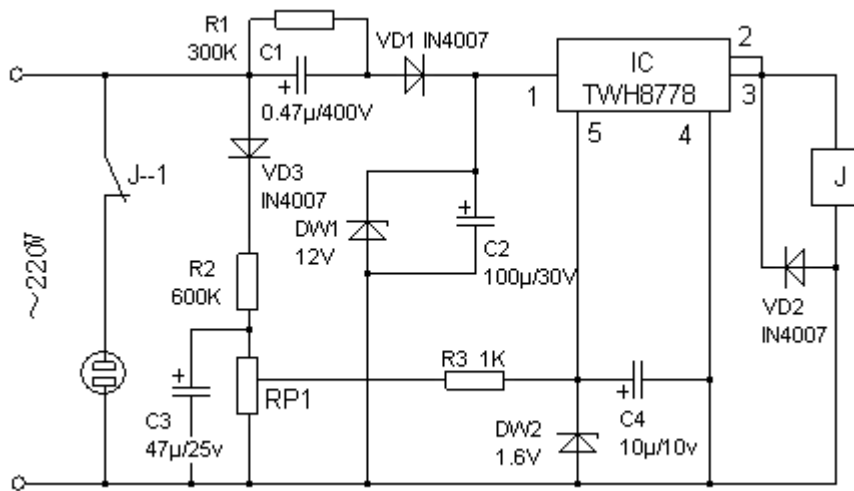 R1
300K
C1
0.47μ/400V
VD1 IN4007
IC
TWH8778
1
2
3
5
4
J--1
VD3
IN4007
J
DW1
12V
C2
100μ/30V
～220W
R2
600K
VD2
IN4007
R3 1K
RP1
C3
47μ/25v
DW2
1.6V
C4
10μ/10v